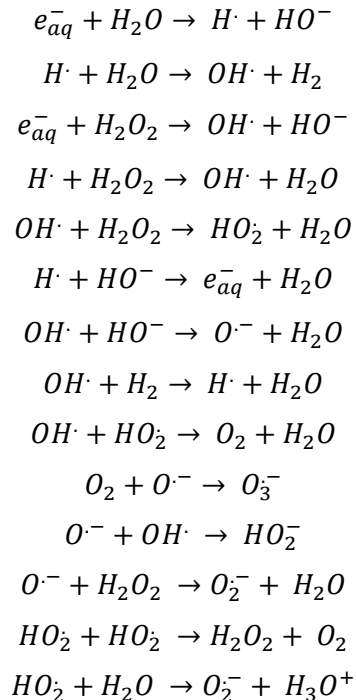 e⁻aq + H₂O → H· + HO⁻
H· + H₂O → OH· + H₂
e⁻aq + H₂O₂ → OH· + HO⁻
H· + H₂O₂ → OH· + H₂O
OH· + H₂O₂ → HO₂· + H₂O
H· + HO⁻ → e⁻aq + H₂O
OH· + HO⁻ → O·⁻ + H₂O
OH· + H₂ → H· + H₂O
OH· + HO₂· → O₂ + H₂O
O₂ + O·⁻ → O₃·⁻
O·⁻ + OH· → HO₂⁻
O·⁻ + H₂O₂ → O₂·⁻ + H₂O
HO₂· + HO₂· → H₂O₂ + O₂
HO₂· + H₂O → O₂·⁻ + H₃O⁺